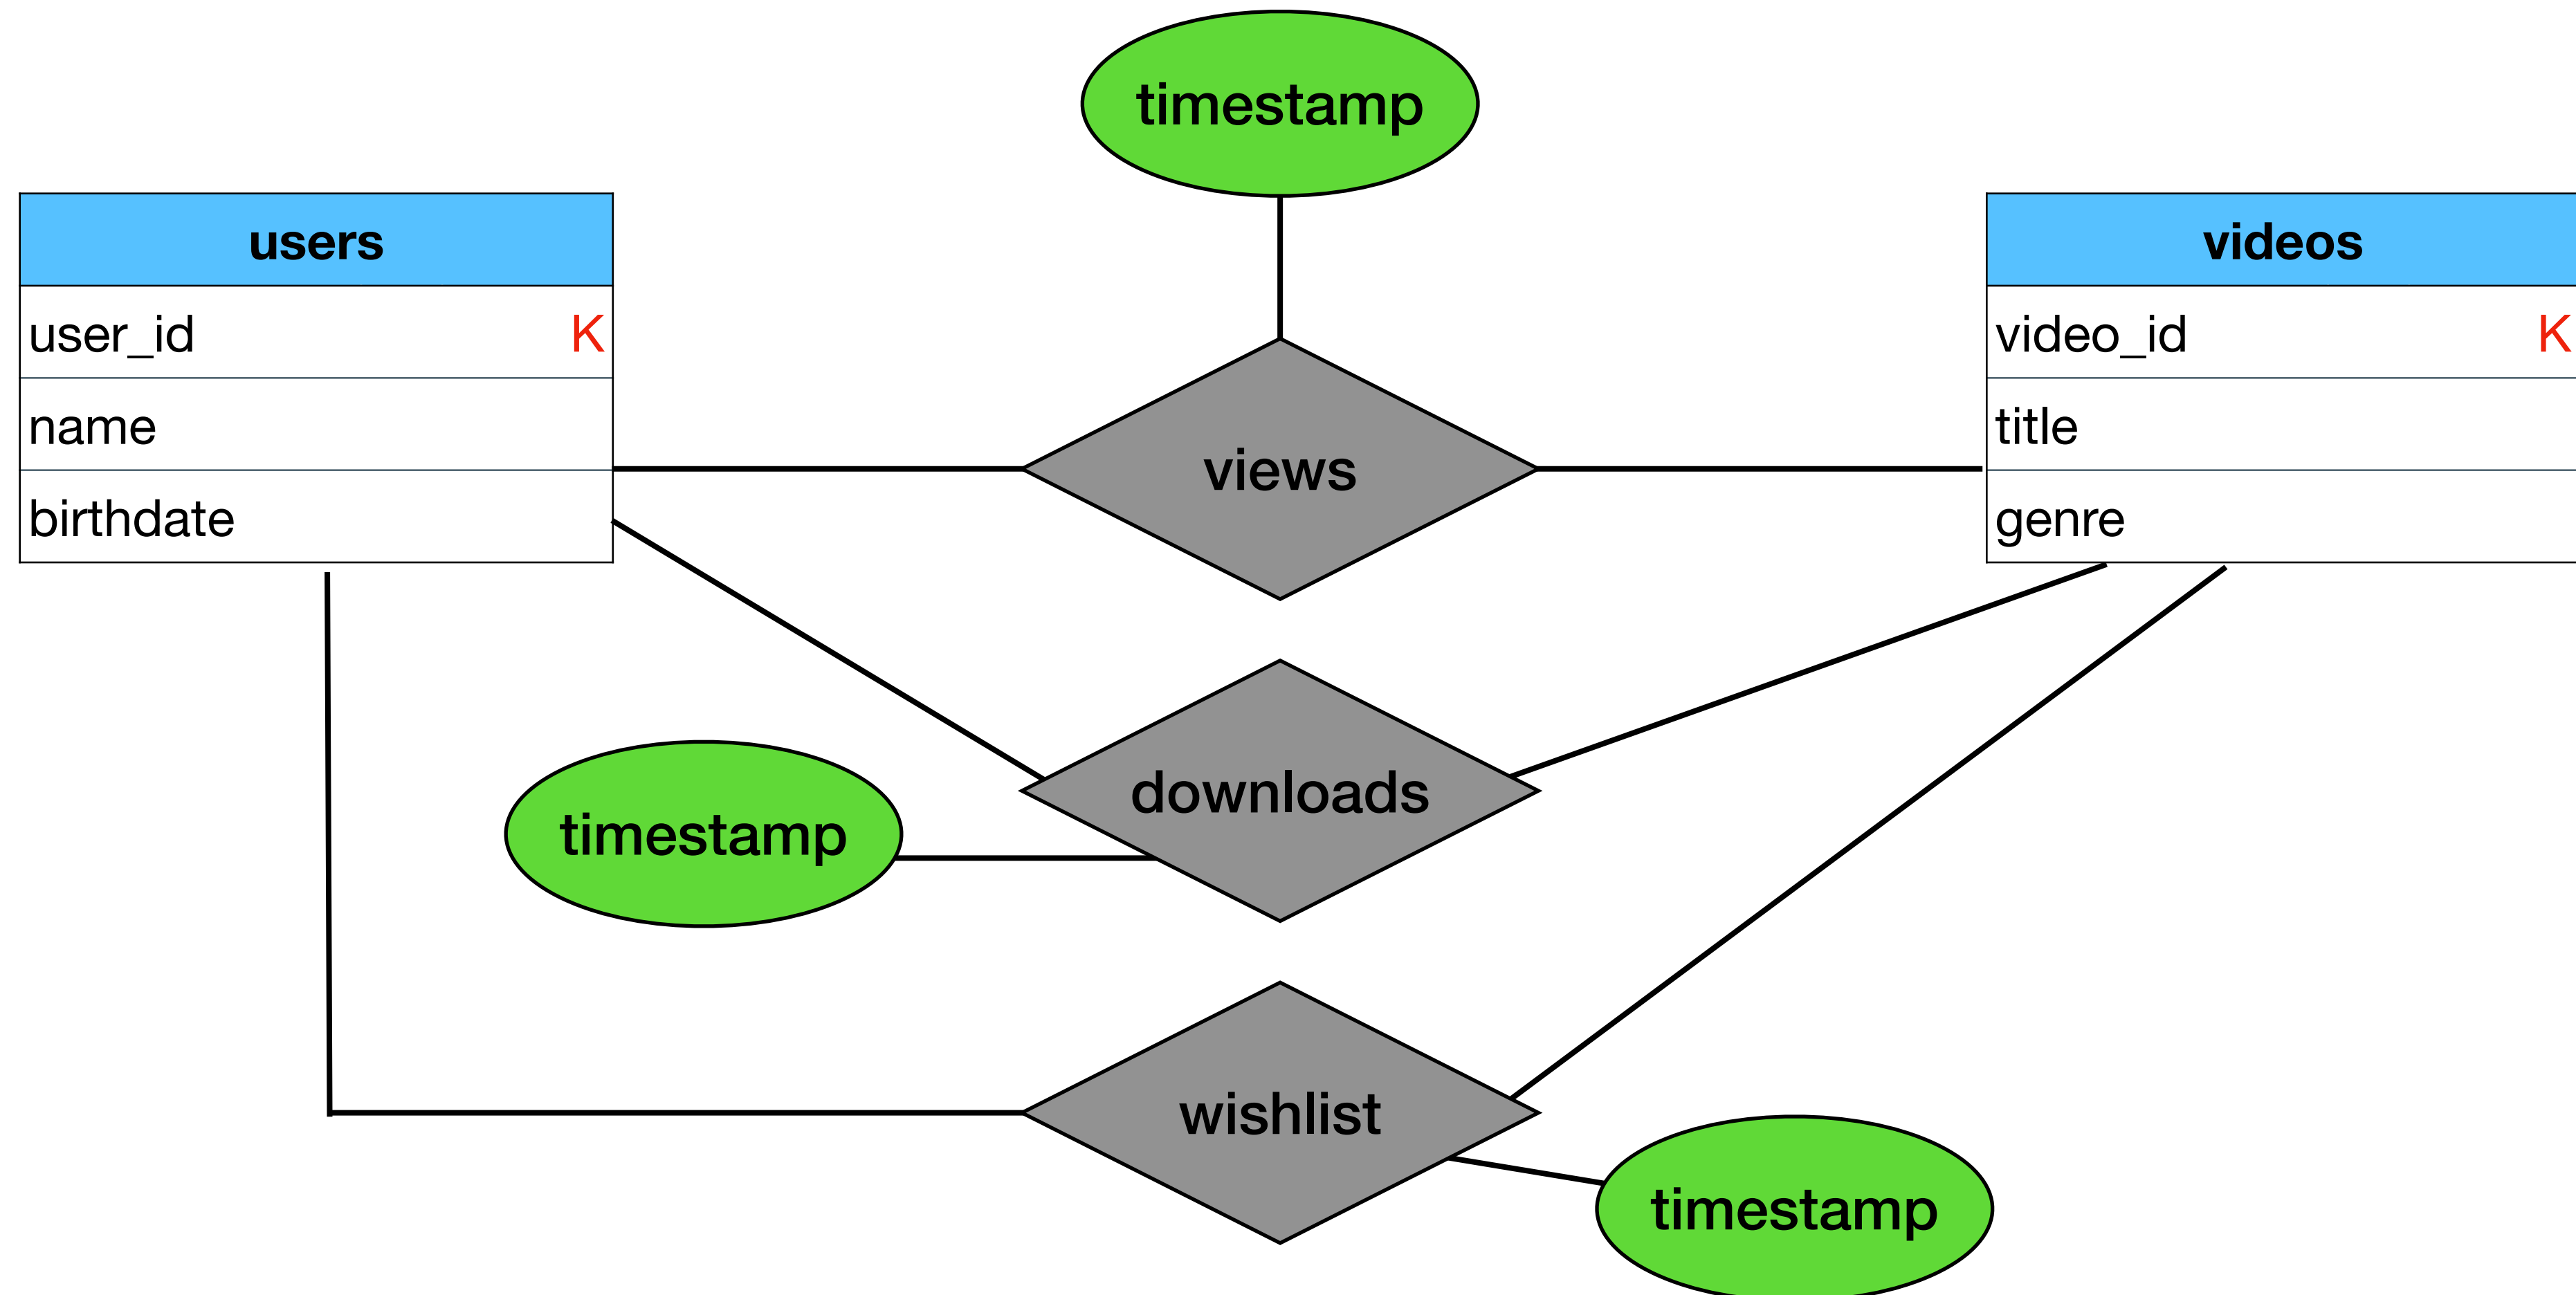 timestamp
users
user_id K
name
birthdate
views
videos
video_id K
title
genre
downloads
timestamp
wishlist
timestamp